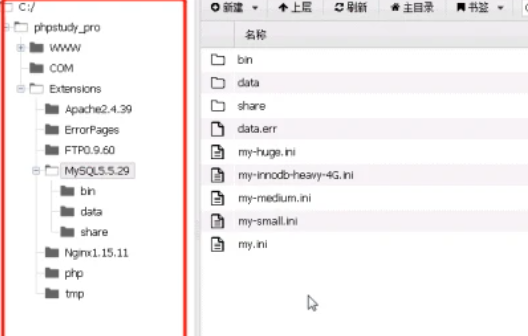 C:/
phpstudy_pro
WWW
COM
Extensions
Apache2.4.39
ErrorPages
FTP0.9.60
MySQL5.5.29
bin
data
share
Nginx1.15.11
php
tmp
新建 上层 刷新 主目录 书签
名称
bin
data
share
data.err
my-huge.ini
my-innodb-heavy-4G.ini
my-medium.ini
my-small.ini
my.ini